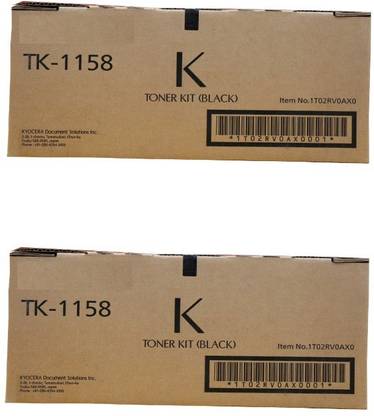 TK-1158
K
TONER KIT (BLACK)
Item No.1T02RV0AX0
*1T02RV0AX0001*
KYOCERA Document Solutions Inc.
TK-1158
K
TONER KIT (BLACK)
Item No.1T02RV0AX0
*1T02RV0AX0001*
KYOCERA Document Solutions Inc.